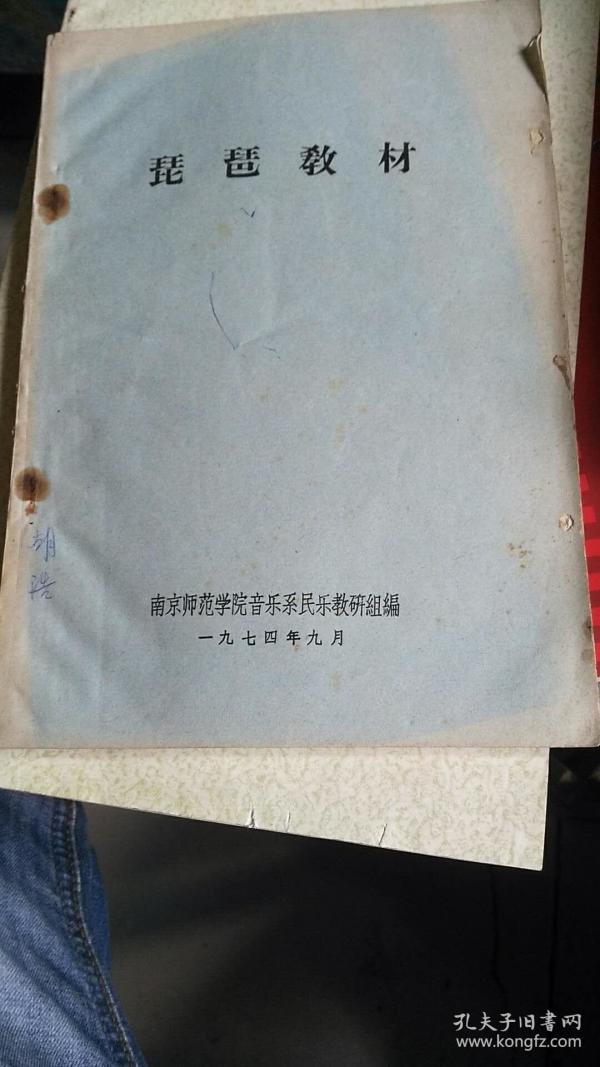 琵琶教材
胡浩
南京师范学院音乐系民乐教研組編
一九七四年九月
孔夫子旧书网
www.kongfz.com